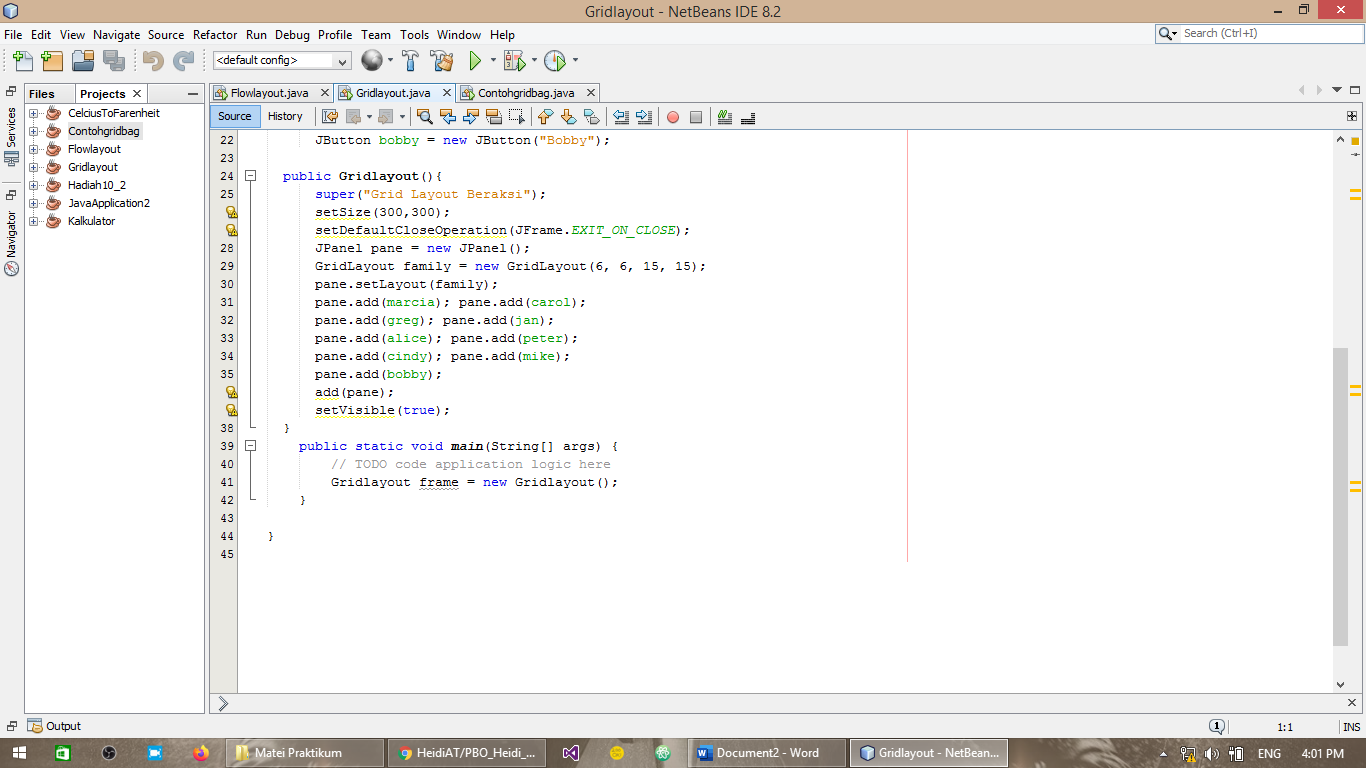 Gridlayout - NetBeans IDE 8.2
File Edit View Navigate Source Refactor Run Debug Profile Team Tools Window Help
Search (Ctrl+I)
<default config>
Services
Navigator
Files Projects
CelciusToFarenheit
Contohgridbag
Flowlayout
Gridlayout
Hadiah10_2
JavaApplication2
Kalkulator
Flowlayout.java Gridlayout.java Contohgridbag.java
Source History
22 JButton bobby = new JButton("Bobby");
23
24 public Gridlayout(){
25 super("Grid Layout Beraksi");
setSize(300,300);
setDefaultCloseOperation(JFrame.EXIT_ON_CLOSE);
28 JPanel pane = new JPanel();
29 GridLayout family = new GridLayout(6, 6, 15, 15);
30 pane.setLayout(family);
31 pane.add(marcia); pane.add(carol);
32 pane.add(greg); pane.add(jan);
33 pane.add(alice); pane.add(peter);
34 pane.add(cindy); pane.add(mike);
35 pane.add(bobby);
add(pane);
setVisible(true);
38 }
39 public static void main(String[] args) {
40 // TODO code application logic here
41 Gridlayout frame = new Gridlayout();
42 }
43
44 }
45
Output
1
1:1 INS
Matei Praktikum
HeidiAT/PBO_Heidi_...
Document2 - Word
Gridlayout - NetBean...
ENG 4:01 PM